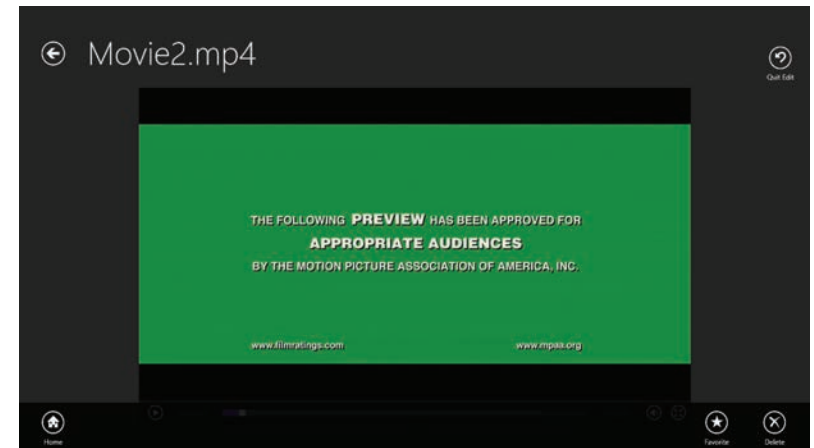 Movie2.mp4
Quit Edit
THE FOLLOWING PREVIEW HAS BEEN APPROVED FOR
APPROPRIATE AUDIENCES
BY THE MOTION PICTURE ASSOCIATION OF AMERICA, INC.
www.filmratings.com www.mpaa.org
Home Favorite Delete